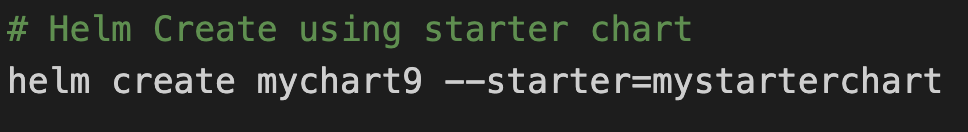 # Helm Create using starter chart
helm create mychart9 --starter=mystarterchart